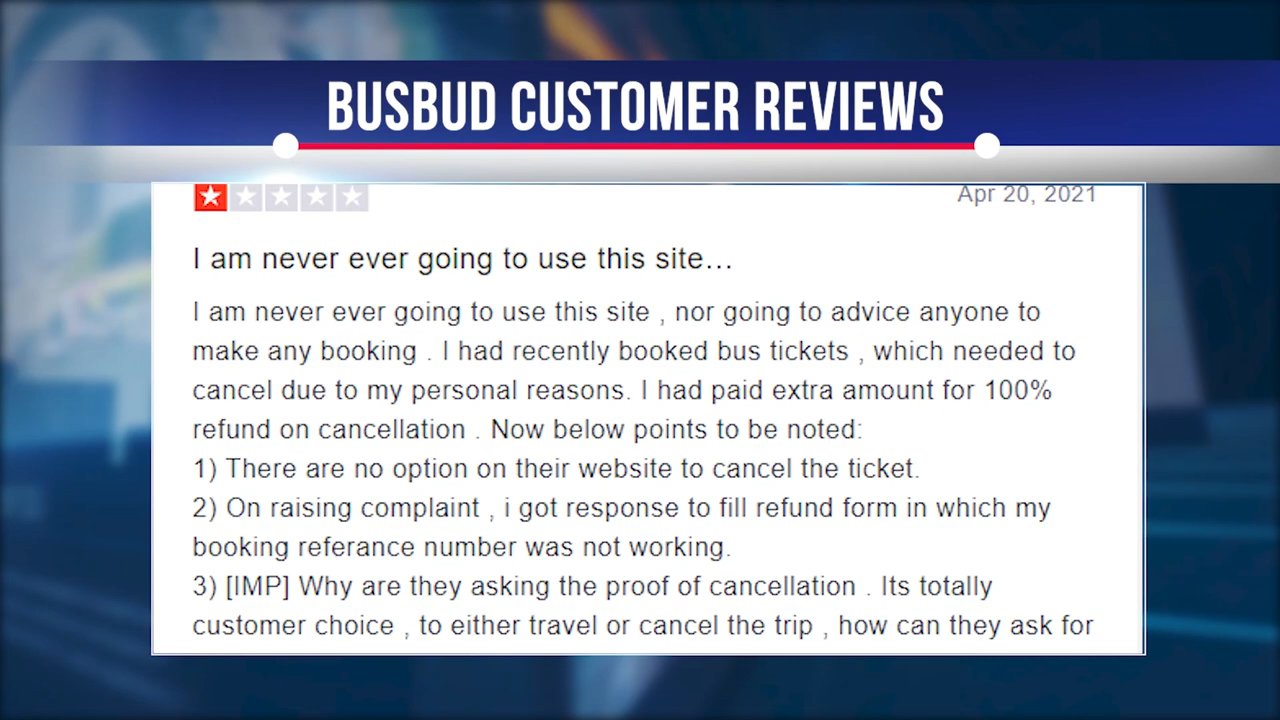 BUSBUD CUSTOMER REVIEWS
Apr 20, 2021
I am never ever going to use this site...
I am never ever going to use this site , nor going to advice anyone to
make any booking . I had recently booked bus tickets , which needed to
cancel due to my personal reasons. I had paid extra amount for 100%
refund on cancellation . Now below points to be noted:
1) There are no option on their website to cancel the ticket.
2) On raising complaint , i got response to fill refund form in which my
booking referance number was not working.
3) [IMP] Why are they asking the proof of cancellation . Its totally
customer choice , to either travel or cancel the trip , how can they ask for